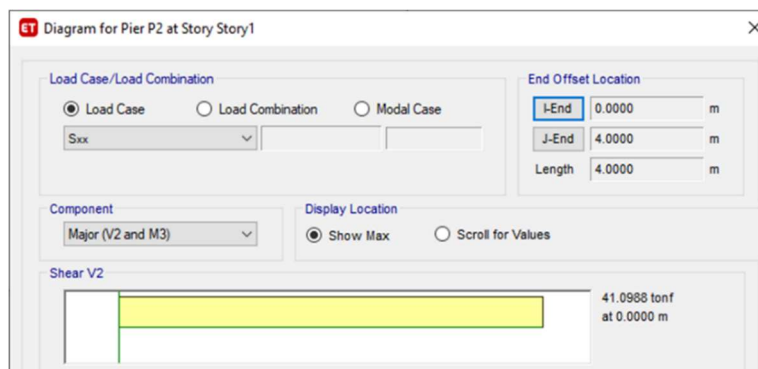 ET Diagram for Pier P2 at Story Story1
Load Case/Load Combination
Load Case Load Combination Modal Case
Sxx
End Offset Location
I-End 0.0000 m
J-End 4.0000 m
Length 4.0000 m
Component
Major (V2 and M3)
Display Location
Show Max Scroll for Values
Shear V2
41.0988 tonf
at 0.0000 m